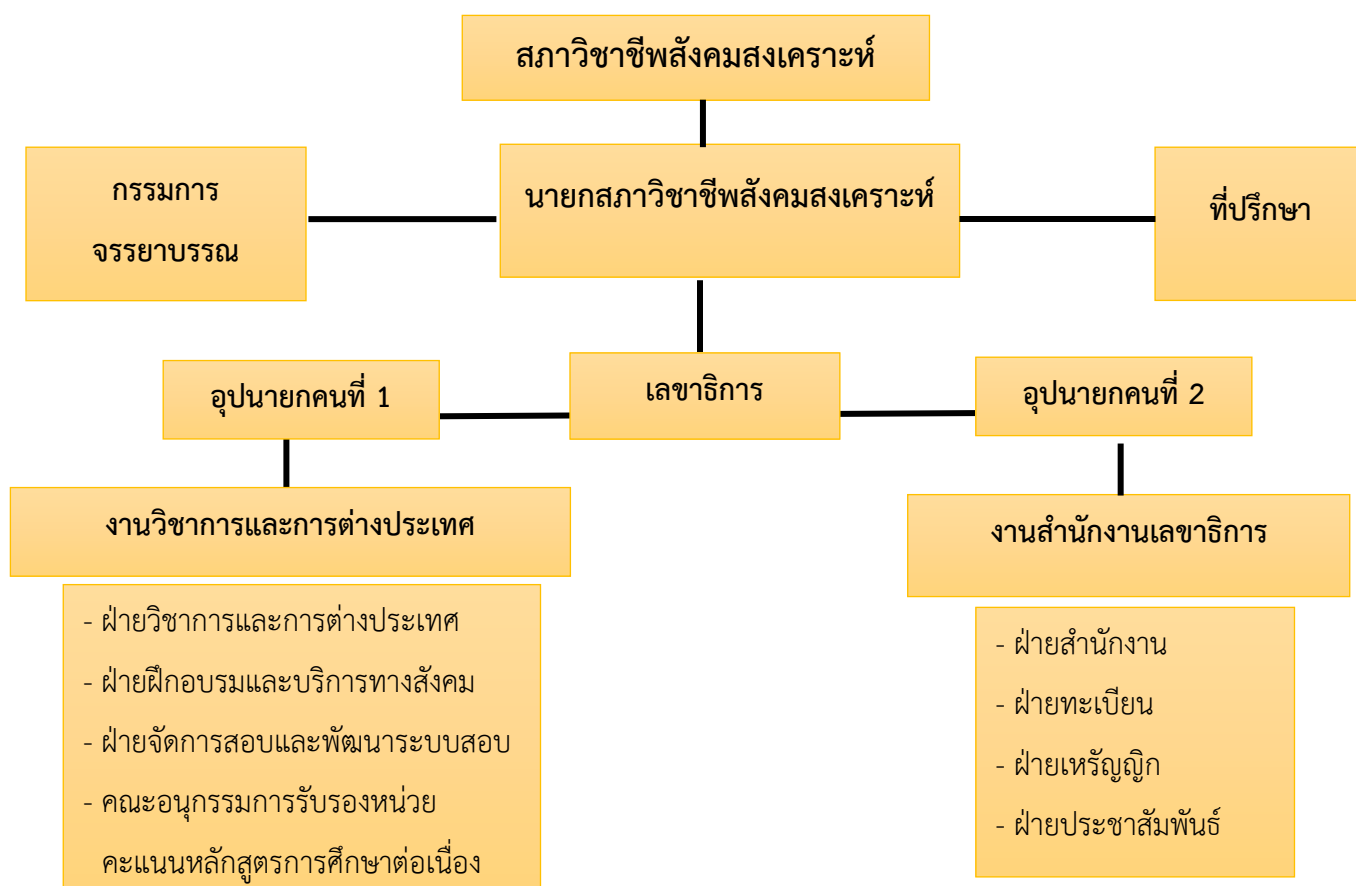 สภาวิชาชีพสังคมสงเคราะห์
กรรมการ
จรรยาบรรณ
นายกสภาวิชาชีพสังคมสงเคราะห์
ที่ปรึกษา
อุปนายกคนที่ 1
เลขาธิการ
อุปนายกคนที่ 2
งานวิชาการและการต่างประเทศ
- ฝ่ายวิชาการและการต่างประเทศ
- ฝ่ายฝึกอบรมและบริการทางสังคม
- ฝ่ายจัดการสอบและพัฒนาระบบสอบ
- คณะอนุกรรมการรับรองหน่วย
คะแนนหลักสูตรการศึกษาต่อเนื่อง
งานสำนักงานเลขาธิการ
- ฝ่ายสำนักงาน
- ฝ่ายทะเบียน
- ฝ่ายเหรัญญิก
- ฝ่ายประชาสัมพันธ์